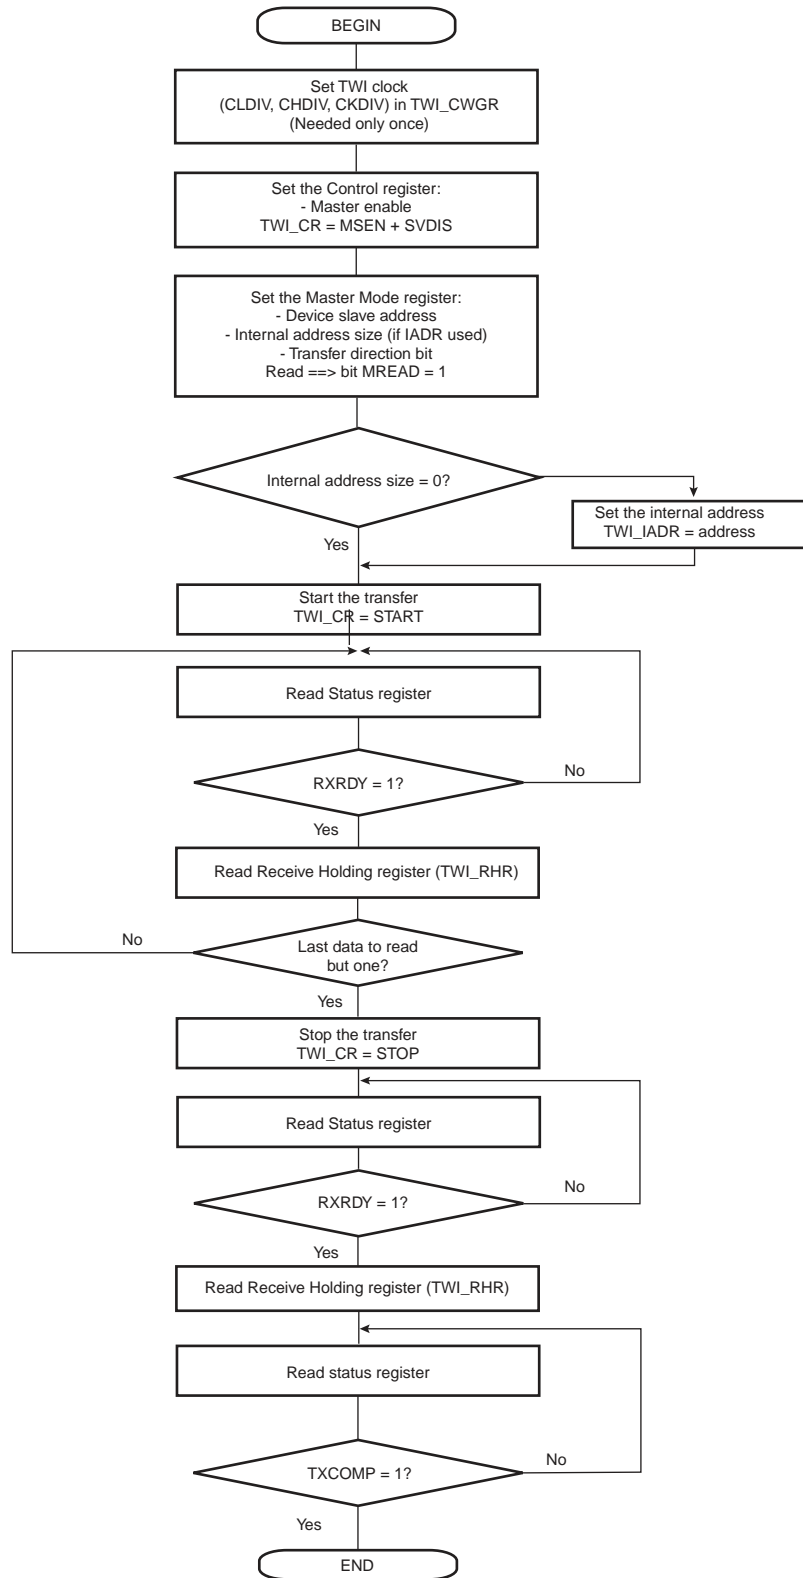 BEGIN
Set TWI clock
(CLDIV, CHDIV, CKDIV) in TWI_CWGR
(Needed only once)
Set the Control register:
- Master enable
TWI_CR = MSEN + SVDIS
Set the Master Mode register:
- Device slave address
- Internal address size (if IADR used)
- Transfer direction bit
Read ==> bit MREAD = 1
Internal address size = 0?
Set the internal address
TWI_IADR = address
Yes
Start the transfer
TWI_CR = START
Read Status register
RXRDY = 1?
No
Yes
Read Receive Holding register (TWI_RHR)
No
Last data to read
but one?
Yes
Stop the transfer
TWI_CR = STOP
Read Status register
RXRDY = 1?
No
Yes
Read Receive Holding register (TWI_RHR)
Read status register
TXCOMP = 1?
No
Yes
END